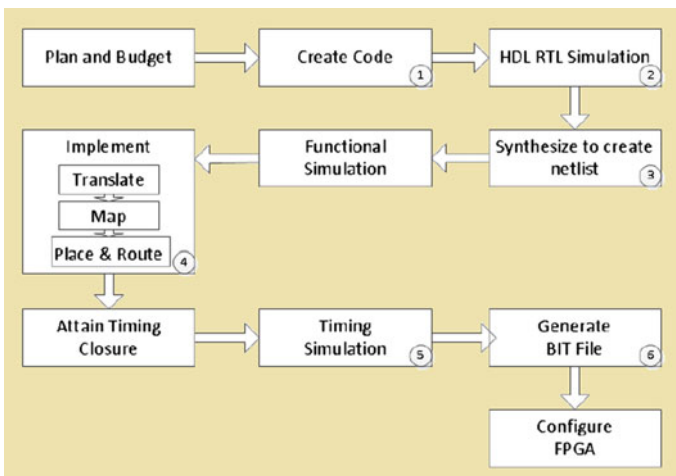 Plan and Budget
Create Code
1
HDL RTL Simulation
2
Implement
Translate
Map
Place & Route
4
Functional
Simulation
Synthesize to create
netlist
3
Attain Timing
Closure
Timing
Simulation
5
Generate
BIT File
6
Configure
FPGA